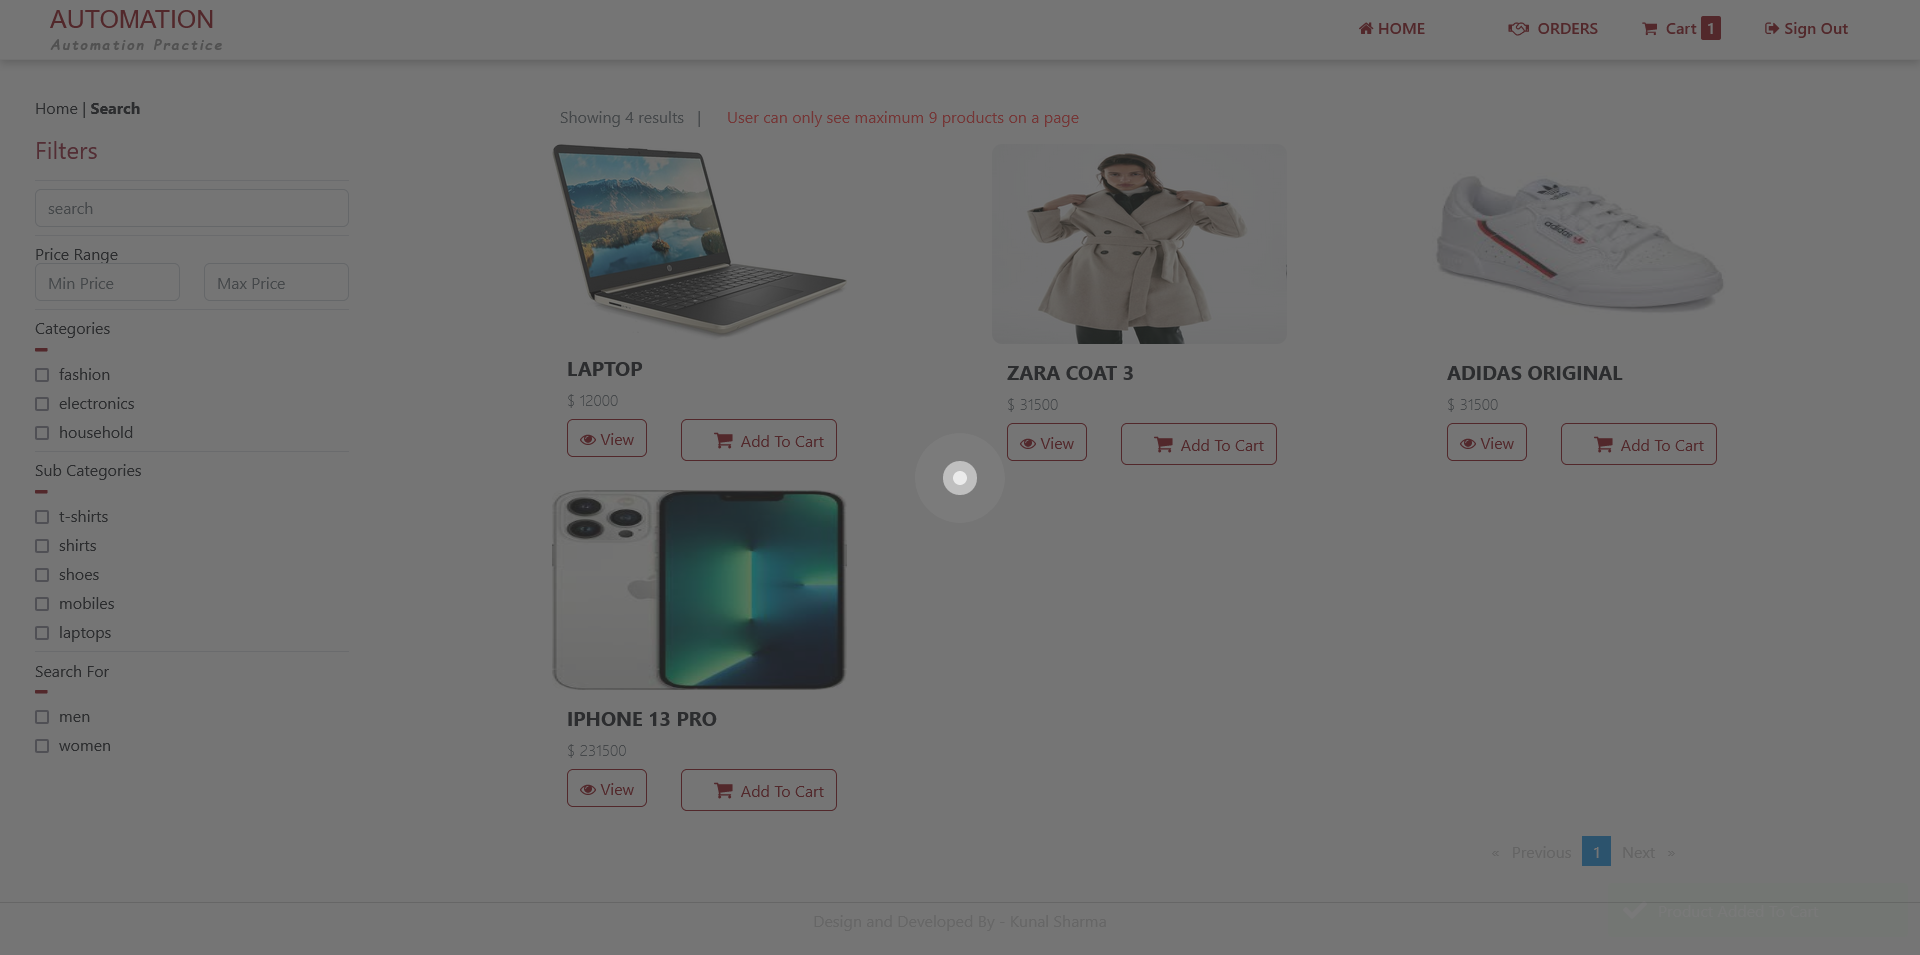 AUTOMATION
Automation Practice
HOME
ORDERS
Cart 1
Sign Out
Home | Search
Filters
search
Price Range
Min Price
Max Price
Categories
fashion
electronics
household
Sub Categories
t-shirts
shirts
shoes
mobiles
laptops
Search For
men
women
Showing 4 results |
User can only see maximum 9 products on a page
LAPTOP
$ 12000
View
Add To Cart
adidas
ZARA COAT 3
$ 31500
View
Add To Cart
ADIDAS ORIGINAL
$ 31500
View
Add To Cart
IPHONE 13 PRO
$ 231500
View
Add To Cart
« Previous 1 Next »
Design and Developed By - Kunal Sharma